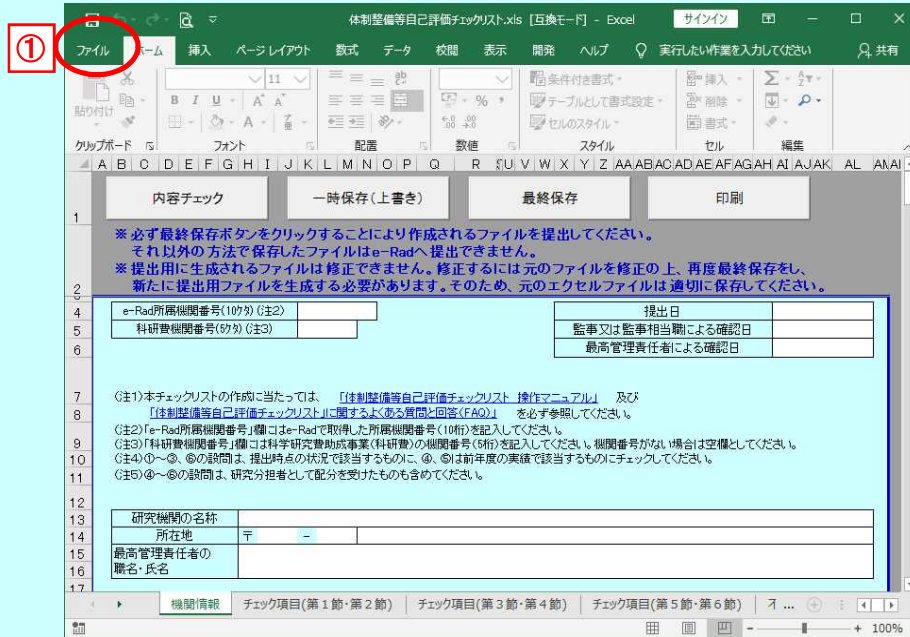 体制整備等自己評価チェックリスト.xls [互換モード] - Excel サインイン
①
ファイル ホーム 挿入 ページレイアウト 数式 データ 校閲 表示 開発 ヘルプ 実行したい作業を入力してください 共有
11
条件付き書式
挿入
貼り付け
B I U A A
% ,
テーブルとして書式設定
削除
A
セルのスタイル
書式
クリップボード フォント 配置 数値 スタイル セル 編集
A B C D E F G H I J K L M N O P Q R U V W X Y Z AA AB AC AD AE AF AG AH AI AJ AK AL
1 内容チェック 一時保存(上書き) 最終保存 印刷
※必ず最終保存ボタンをクリックすることにより作成されるファイルを提出してください。
それ以外の方法で保存したファイルはe-Radへ提出できません。
※提出用に生成されるファイルは修正できません。修正するには元のファイルを修正の上、再度最終保存をし、
2 新たに提出用ファイルを生成する必要があります。そのため、元のエクセルファイルは適切に保存してください。
4 e-Rad所属機関番号(10ケタ)(注2) 提出日
5 科研費機関番号(5ケタ)(注3) 監事又は監事相当職による確認日
6 最高管理責任者による確認日
7 (注1)本チェックリストの作成に当たっては、 「体制整備等自己評価チェックリスト 操作マニュアル」 及び
8 「体制整備等自己評価チェックリスト」に関するよくある質問と回答(FAQ)」 を必ず参照してください。
(注2)「e-Rad所属機関番号」欄にはe-Radで取得した所属機関番号(10桁)を記入してください。
9 (注3)「科研費機関番号」欄には科学研究費助成事業(科研費)の機関番号(5桁)を記入してください。機関番号がない場合は空欄としてください。
10 (注4)①~③、⑥の設問は、提出時点の状況で該当するものに、④、⑤は前年度の実績で該当するものにチェックしてください。
11 (注5)④~⑥の設問は、研究分担者として配分を受けたものも含めてください。
12
13 研究機関の名称
14 所在地 〒 -
15 最高管理責任者の
16 職名・氏名
17
機関情報 チェック項目(第1節・第2節) チェック項目(第3節・第4節) チェック項目(第5節・第6節) ...
- + 100%